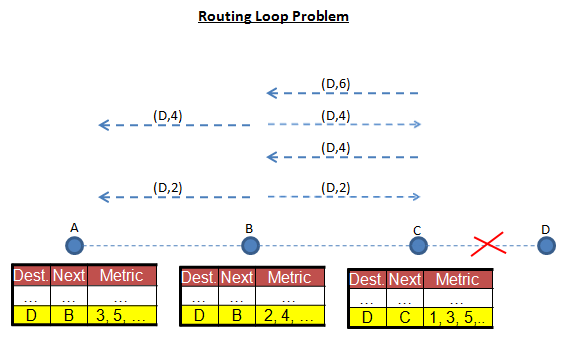 Routing Loop Problem
(D,6)
(D,4) (D,4)
(D,4)
(D,2) (D,2)
A B C D
Dest. Next Metric
... ... ...
D B 3, 5, ...
Dest. Next Metric
... ... ...
D B 2, 4, ...
Dest. Next Metric
... ... ...
D C 1, 3, 5,..